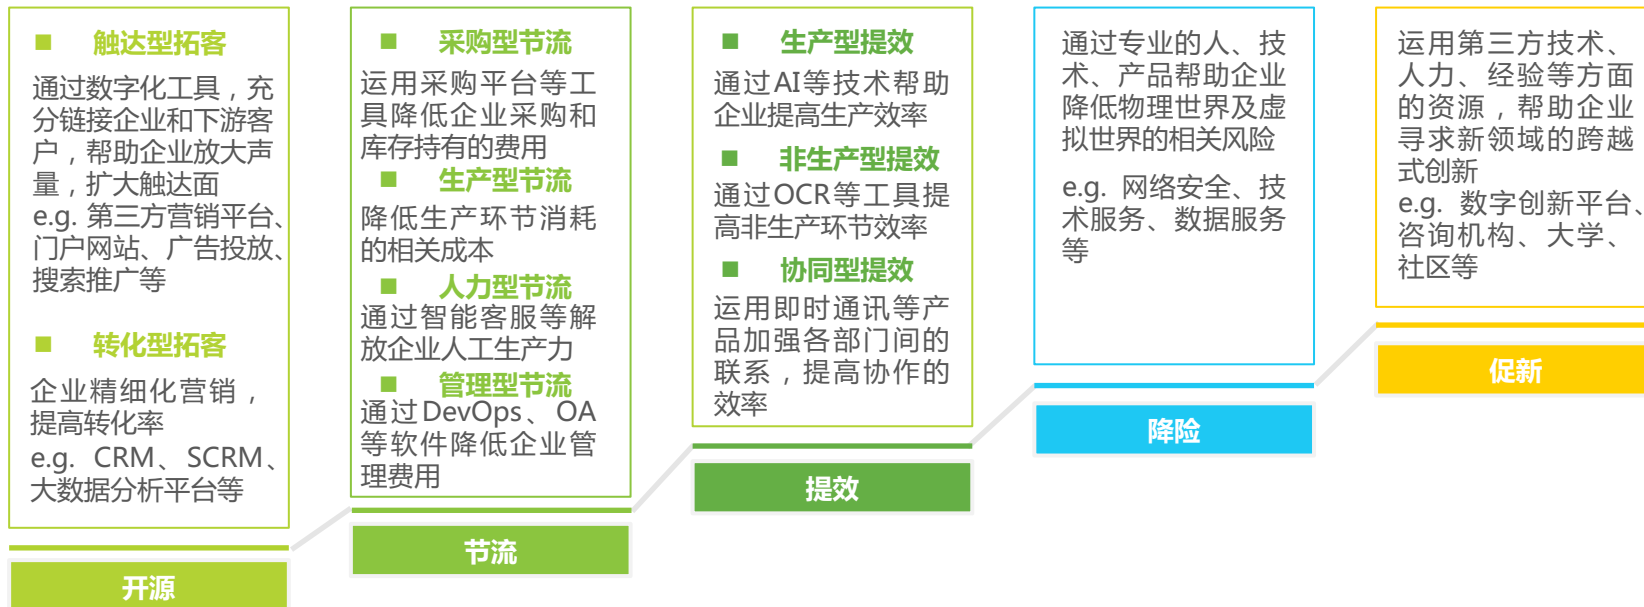 ■ 触达型拓客
通过数字化工具，充
分链接企业和下游客
户，帮助企业放大声
量，扩大触达面
e.g. 第三方营销平台、
门户网站、广告投放、
搜索推广等
■ 转化型拓客
企业精细化营销，
提高转化率
e.g. CRM、SCRM、
大数据分析平台等
开源
■ 采购型节流
运用采购平台等工
具降低企业采购和
库存持有的费用
■ 生产型节流
降低生产环节消耗
的相关成本
■ 人力型节流
通过智能客服等解
放企业人工生产力
■ 管理型节流
通过DevOps、OA
等软件降低企业管
理费用
节流
■ 生产型提效
通过AI等技术帮助
企业提高生产效率
■ 非生产型提效
通过OCR等工具提
高非生产环节效率
■ 协同型提效
运用即时通讯等产
品加强各部门间的
联系，提高协作的
效率
提效
通过专业的人、技
术、产品帮助企业
降低物理世界及虚
拟世界的相关风险
e.g. 网络安全、技
术服务、数据服务
等
降险
运用第三方技术、
人力、经验等方面
的资源，帮助企业
寻求新领域的跨越
式创新
e.g. 数字创新平台、
咨询机构、大学、
社区等
促新